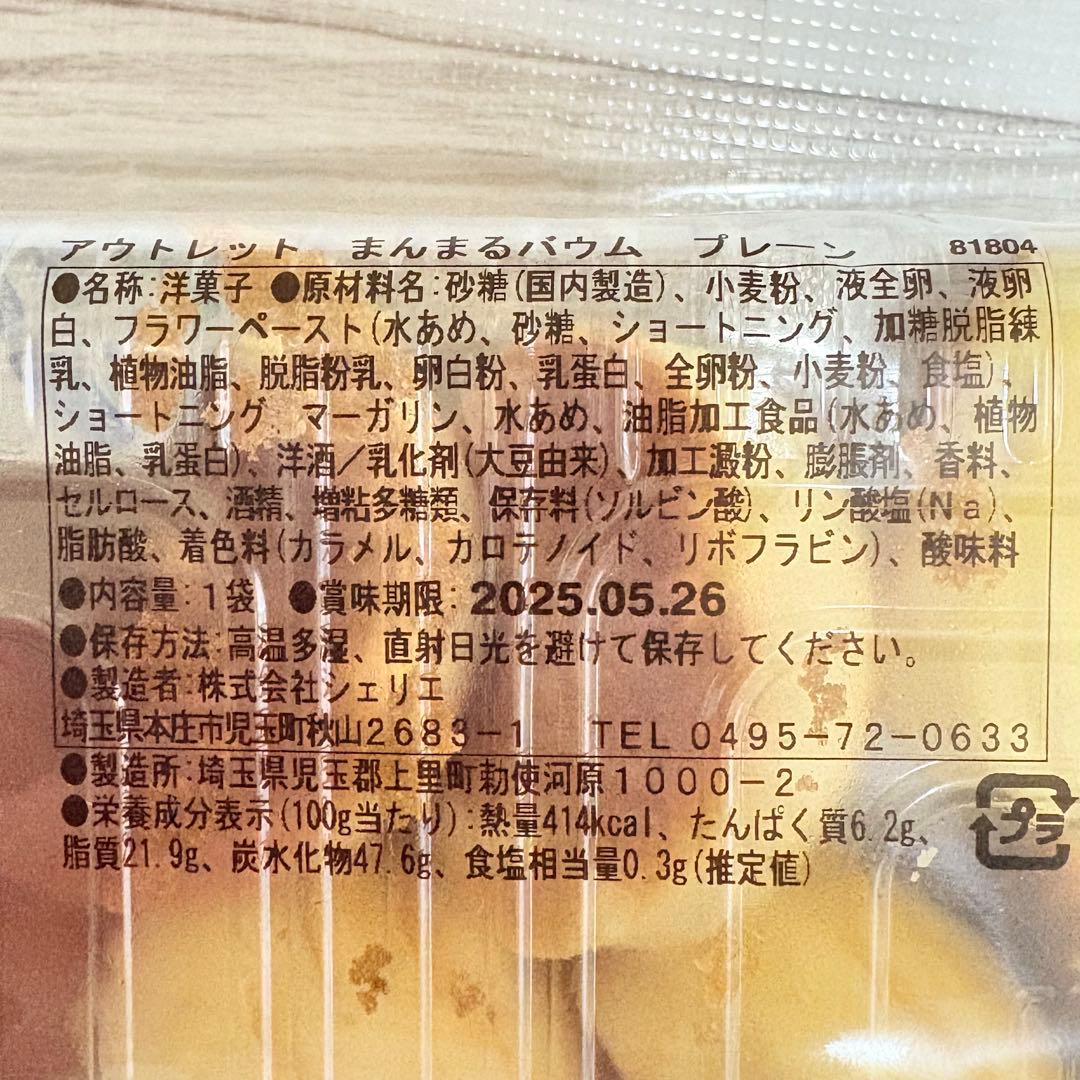 アウトレット まんまるバウム プレーン 81804
●名称:洋菓子 ●原材料名:砂糖(国内製造)、小麦粉、液全卵、液卵
白、フラワーペースト(水あめ、砂糖、ショートニング、加糖脱脂練
乳、植物油脂、脱脂粉乳、卵白粉、乳蛋白、全卵粉、小麦粉、食塩)、
ショートニング、マーガリン、水あめ、油脂加工食品(水あめ、植物
油脂、乳蛋白)、洋酒/乳化剤(大豆由来)、加工澱粉、膨脹剤、香料、
セルロース、酒精、増粘多糖類、保存料(ソルビン酸)、リン酸塩(Na)、
脂肪酸、着色料(カラメル、カロテノイド、リボフラビン)、酸味料
●内容量:1袋 ●賞味期限:2025.05.26
●保存方法:高温多湿、直射日光を避けて保存してください。
●製造者:株式会社シェリエ
埼玉県本庄市児玉町秋山2683-1 TEL 0495-72-0633
●製造所:埼玉県児玉郡上里町勅使河原1000-2
●栄養成分表示(100g当たり):熱量414kcal、たんぱく質6.2g、
脂質21.9g、炭水化物47.6g、食塩相当量0.3g(推定値)
プラ